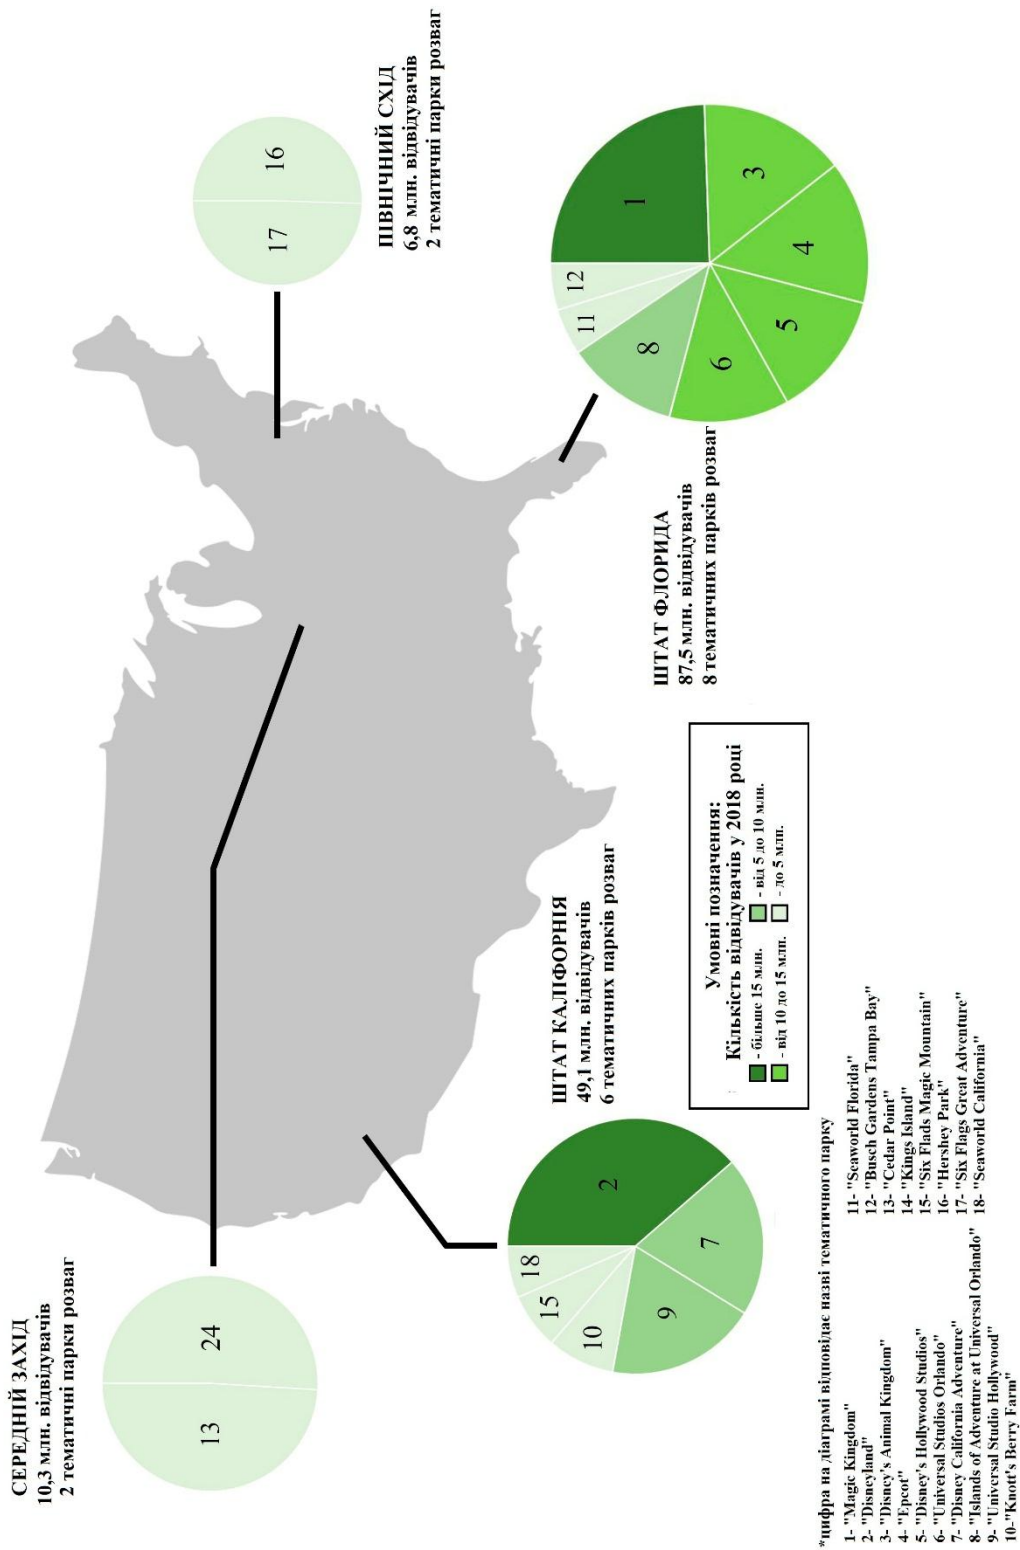 СЕРЕДНІЙ ЗАХІД
10,3 млн. відвідувачів
2 тематичні парки розваг
13
24
ПІВНІЧНИЙ СХІД
6,8 млн. відвідувачів
2 тематичні парки розваг
17
16
ШТАТ КАЛІФОРНІЯ
49,1 млн. відвідувачів
6 тематичних парків розваг
2
7
9
10
15
18
ШТАТ ФЛОРИДА
87,5 млн. відвідувачів
8 тематичних парків розваг
1
3
4
5
6
8
11
12
Умовні позначення:
Кількість відвідувачів у 2018 році
- більше 15 млн.
- від 5 до 10 млн.
- від 10 до 15 млн.
- до 5 млн.
*цифра на діаграмі відповідає назві тематичного парку
1- "Magic Kingdom"
2- "Disneyland"
3- "Disney's Animal Kingdom"
4- "Epcot"
5- "Disney's Hollywood Studios"
6- "Universal Studios Orlando"
7- "Disney California Adventure"
8- "Islands of Adventure at Universal Orlando"
9- "Universal Studio Hollywood"
10-"Knott's Berry Farm"
11- "Seaworld Florida"
12- "Busch Gardens Tampa Bay"
13- "Cedar Point"
14- "Kings Island"
15- "Six Flads Magic Mountain"
16- "Hershey Park"
17- "Six Flags Great Adventure"
18- "Seaworld California"